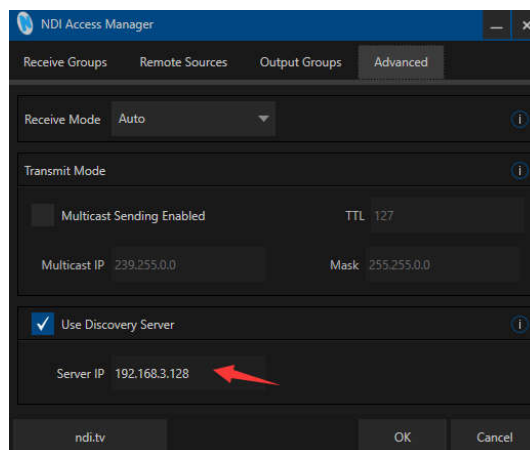 NDI Access Manager
Receive Groups Remote Sources Output Groups Advanced
Receive Mode Auto
Transmit Mode
Multicast Sending Enabled TTL 127
Multicast IP 239.255.0.0 Mask 255.255.0.0
Use Discovery Server
Server IP 192.168.3.128
ndi.tv OK Cancel